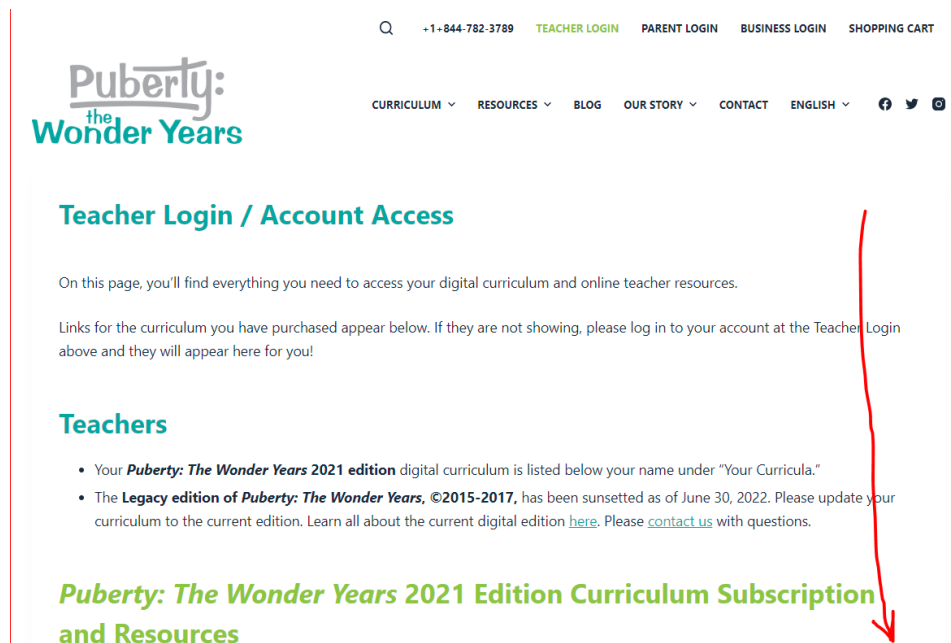 +1+844-782-3789 TEACHER LOGIN PARENT LOGIN BUSINESS LOGIN SHOPPING CART
Puberty:
the
Wonder Years
CURRICULUM RESOURCES BLOG OUR STORY CONTACT ENGLISH
Teacher Login / Account Access
On this page, you’ll find everything you need to access your digital curriculum and online teacher resources.
Links for the curriculum you have purchased appear below. If they are not showing, please log in to your account at the Teacher Login
above and they will appear here for you!
Teachers
• Your Puberty: The Wonder Years 2021 edition digital curriculum is listed below your name under “Your Curricula.”
• The Legacy edition of Puberty: The Wonder Years, ©2015-2017, has been sunsetted as of June 30, 2022. Please update your
curriculum to the current edition. Learn all about the current digital edition here. Please contact us with questions.
Puberty: The Wonder Years 2021 Edition Curriculum Subscription
and Resources